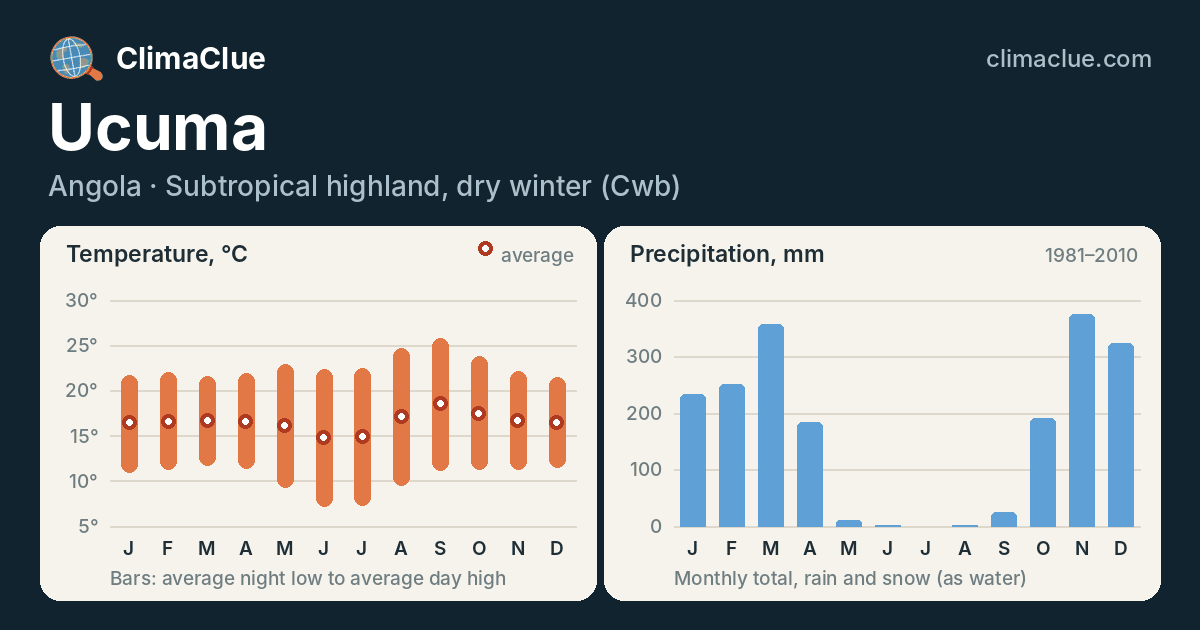 ClimaClue
climaclue.com
Ucuma
Angola · Subtropical highland, dry winter (Cwb)
Temperature, °C
average
30°
25°
20°
15°
10°
5°
J F M A M J J A S O N D
Bars: average night low to average day high
Precipitation, mm
1981–2010
400
300
200
100
0
J F M A M J J A S O N D
Monthly total, rain and snow (as water)